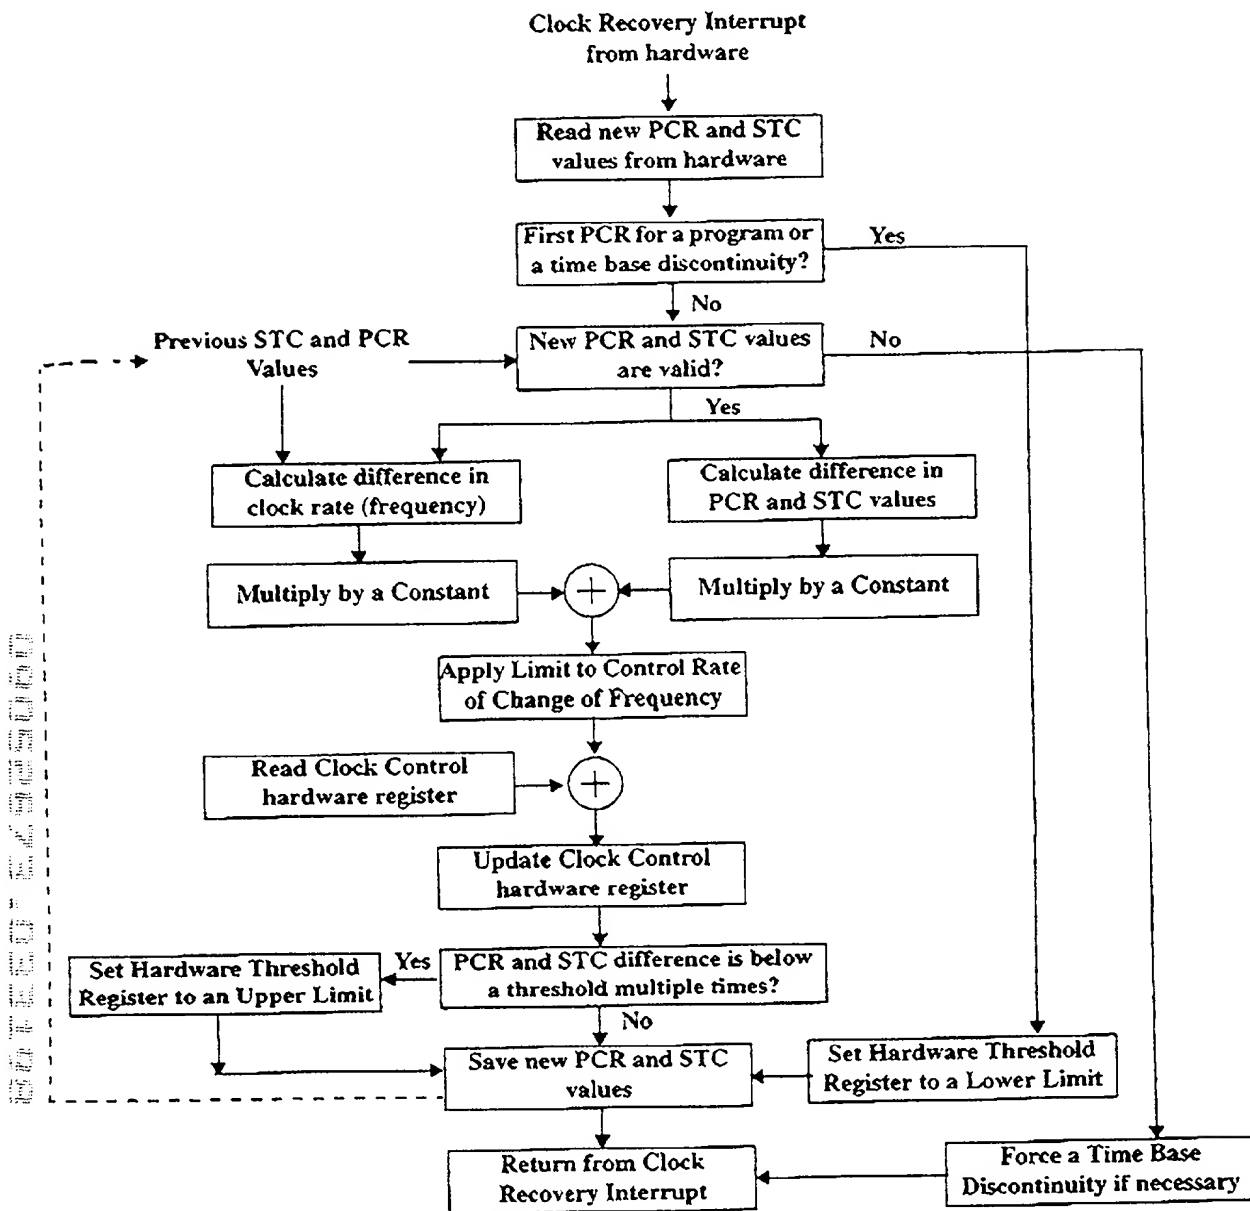 Clock Recovery Interrupt
from hardware
Read new PCR and STC
values from hardware
First PCR for a program or
a time base discontinuity?
Yes
No
Previous STC and PCR
Values
New PCR and STC values
are valid?
No
Yes
Calculate difference in
clock rate (frequency)
Calculate difference in
PCR and STC values
Multiply by a Constant
+
Multiply by a Constant
Apply Limit to Control Rate
of Change of Frequency
Read Clock Control
hardware register
+
Update Clock Control
hardware register
Set Hardware Threshold
Register to an Upper Limit
Yes
PCR and STC difference is below
a threshold multiple times?
No
Save new PCR and STC
values
Set Hardware Threshold
Register to a Lower Limit
Return from Clock
Recovery Interrupt
Force a Time Base
Discontinuity if necessary